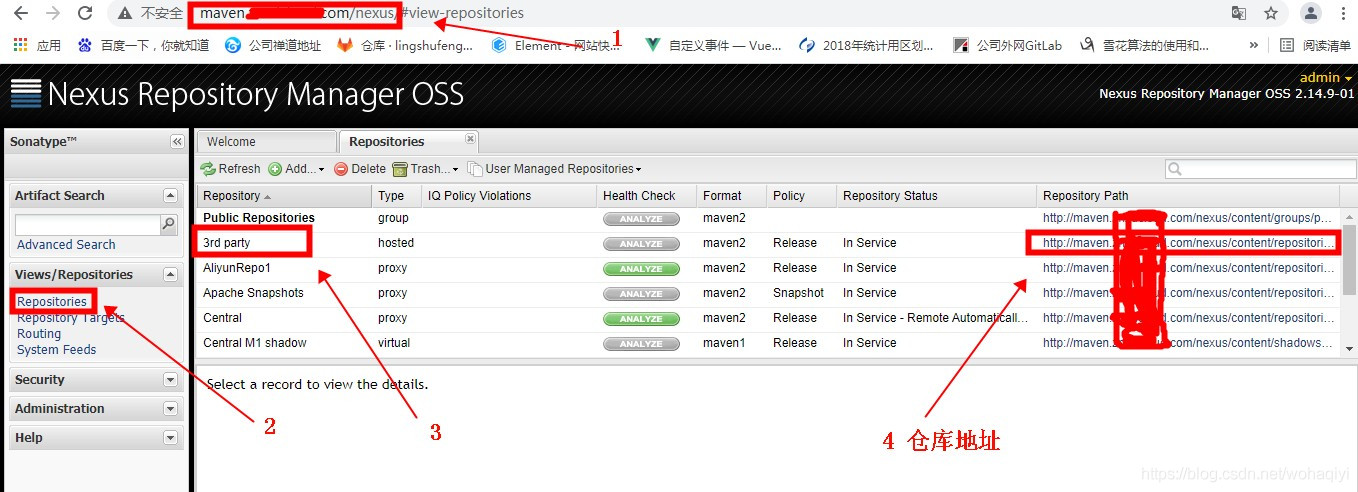 不安全 maven. com/nexus/#view-repositories
1
应用 百度一下，你就知道 公司禅道地址 仓库 · lingshufeng... Element - 网站快... 自定义事件 — Vue... 2018年统计用区划... 公司外网GitLab 雪花算法的使用和... » 阅读清单
Nexus Repository Manager OSS
admin
Nexus Repository Manager OSS 2.14.9-01
Sonatype™
Welcome Repositories
Refresh Add... Delete Trash... User Managed Repositories
Artifact Search
Advanced Search
Views/Repositories
Repositories
Repository Targets
Routing
System Feeds
Security
Administration
Help
Repository Type IQ Policy Violations Health Check Format Policy Repository Status Repository Path
Public Repositories group ANALYZE maven2 http://maven. .com/nexus/content/groups/p...
3rd party hosted ANALYZE maven2 Release In Service http://maven. .com/nexus/content/repositori...
AliyunRepo1 proxy ANALYZE maven2 Release In Service http://maven. .com/nexus/content/repositori...
Apache Snapshots proxy ANALYZE maven2 Snapshot In Service http://maven. .com/nexus/content/repositori...
Central proxy ANALYZE maven2 Release In Service - Remote Automaticall... http://maven. .com/nexus/content/repositori...
Central M1 shadow virtual ANALYZE maven1 Release In Service http://maven. .com/nexus/content/shadows...
Select a record to view the details.
2
3
4 仓库地址
https://blog.csdn.net/wohaqiyi